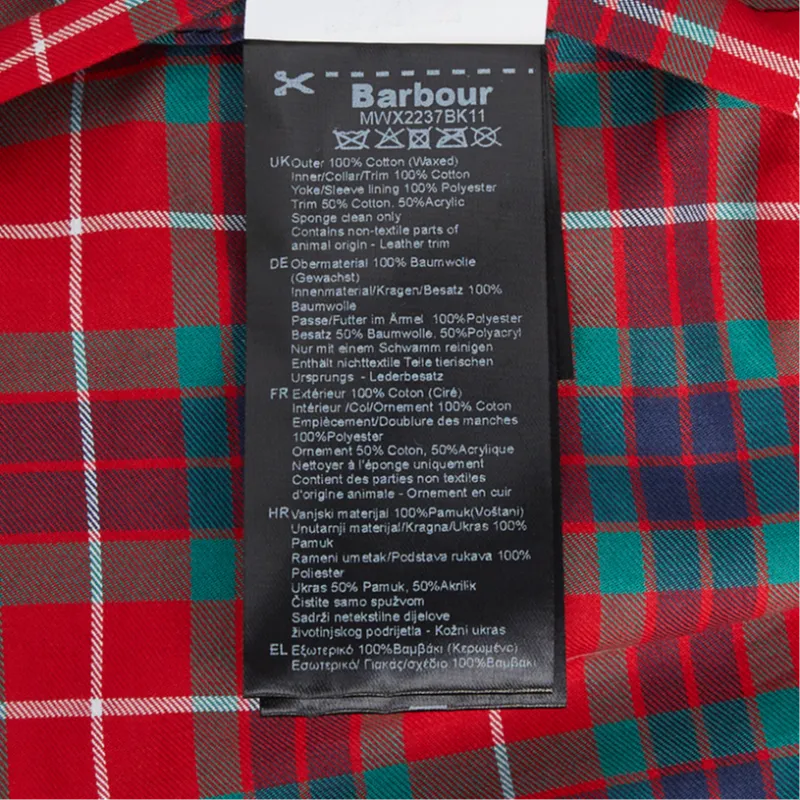 Barbour
MWX2237BK11
UK Outer 100% Cotton (Waxed)
Inner/Collar/Trim 100% Cotton
Yoke/Sleeve lining 100% Polyester
Trim 50% Cotton, 50%Acrylic
Sponge clean only
Contains non-textile parts of
animal origin - Leather trim
DE Obermaterial 100% Baumwolle
(Gewachst)
Innenmaterial/Kragen/Besatz 100%
Baumwolle
Passe/Futter im Ärmel 100%Polyester
Besatz 50% Baumwolle, 50%Polyacryl
Nur mit einem Schwamm reinigen
Enthält nichttextile Teile tierischen
Ursprungs - Lederbesatz
FR Extérieur 100% Coton (Ciré)
Intérieur /Col/Ornement 100% Coton
Empiècement/Doublure des manches
100%Polyester
Ornement 50% Coton, 50%Acrylique
Nettoyer à l'éponge uniquement
Contient des parties non textiles
d'origine animale - Ornement en cuir
HR Vanjski materijal 100%Pamuk(Voštani)
Unutarnji materijal/Kragna/Ukras 100%
Pamuk
Rameni umetak/Podstava rukava 100%
Poliester
Ukras 50% Pamuk, 50%Akrilik
Čistite samo spužvom
Sadrži netekstilne dijelove
životinjskog podrijetla - Kožni ukras
EL Εξωτερικό 100%Βαμβάκι (Κερωμένο)
Εσωτερικό/ Γιακάς/σχέδιο 100%Βαμβάκι